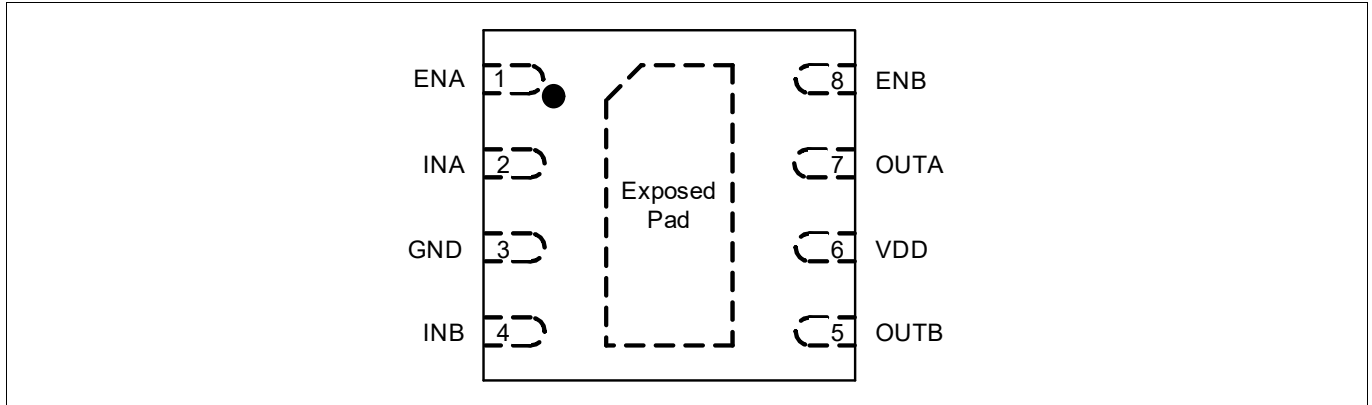 ENA 1 8 ENB
INA 2 7 OUTA
Exposed
Pad
GND 3 6 VDD
INB 4 5 OUTB